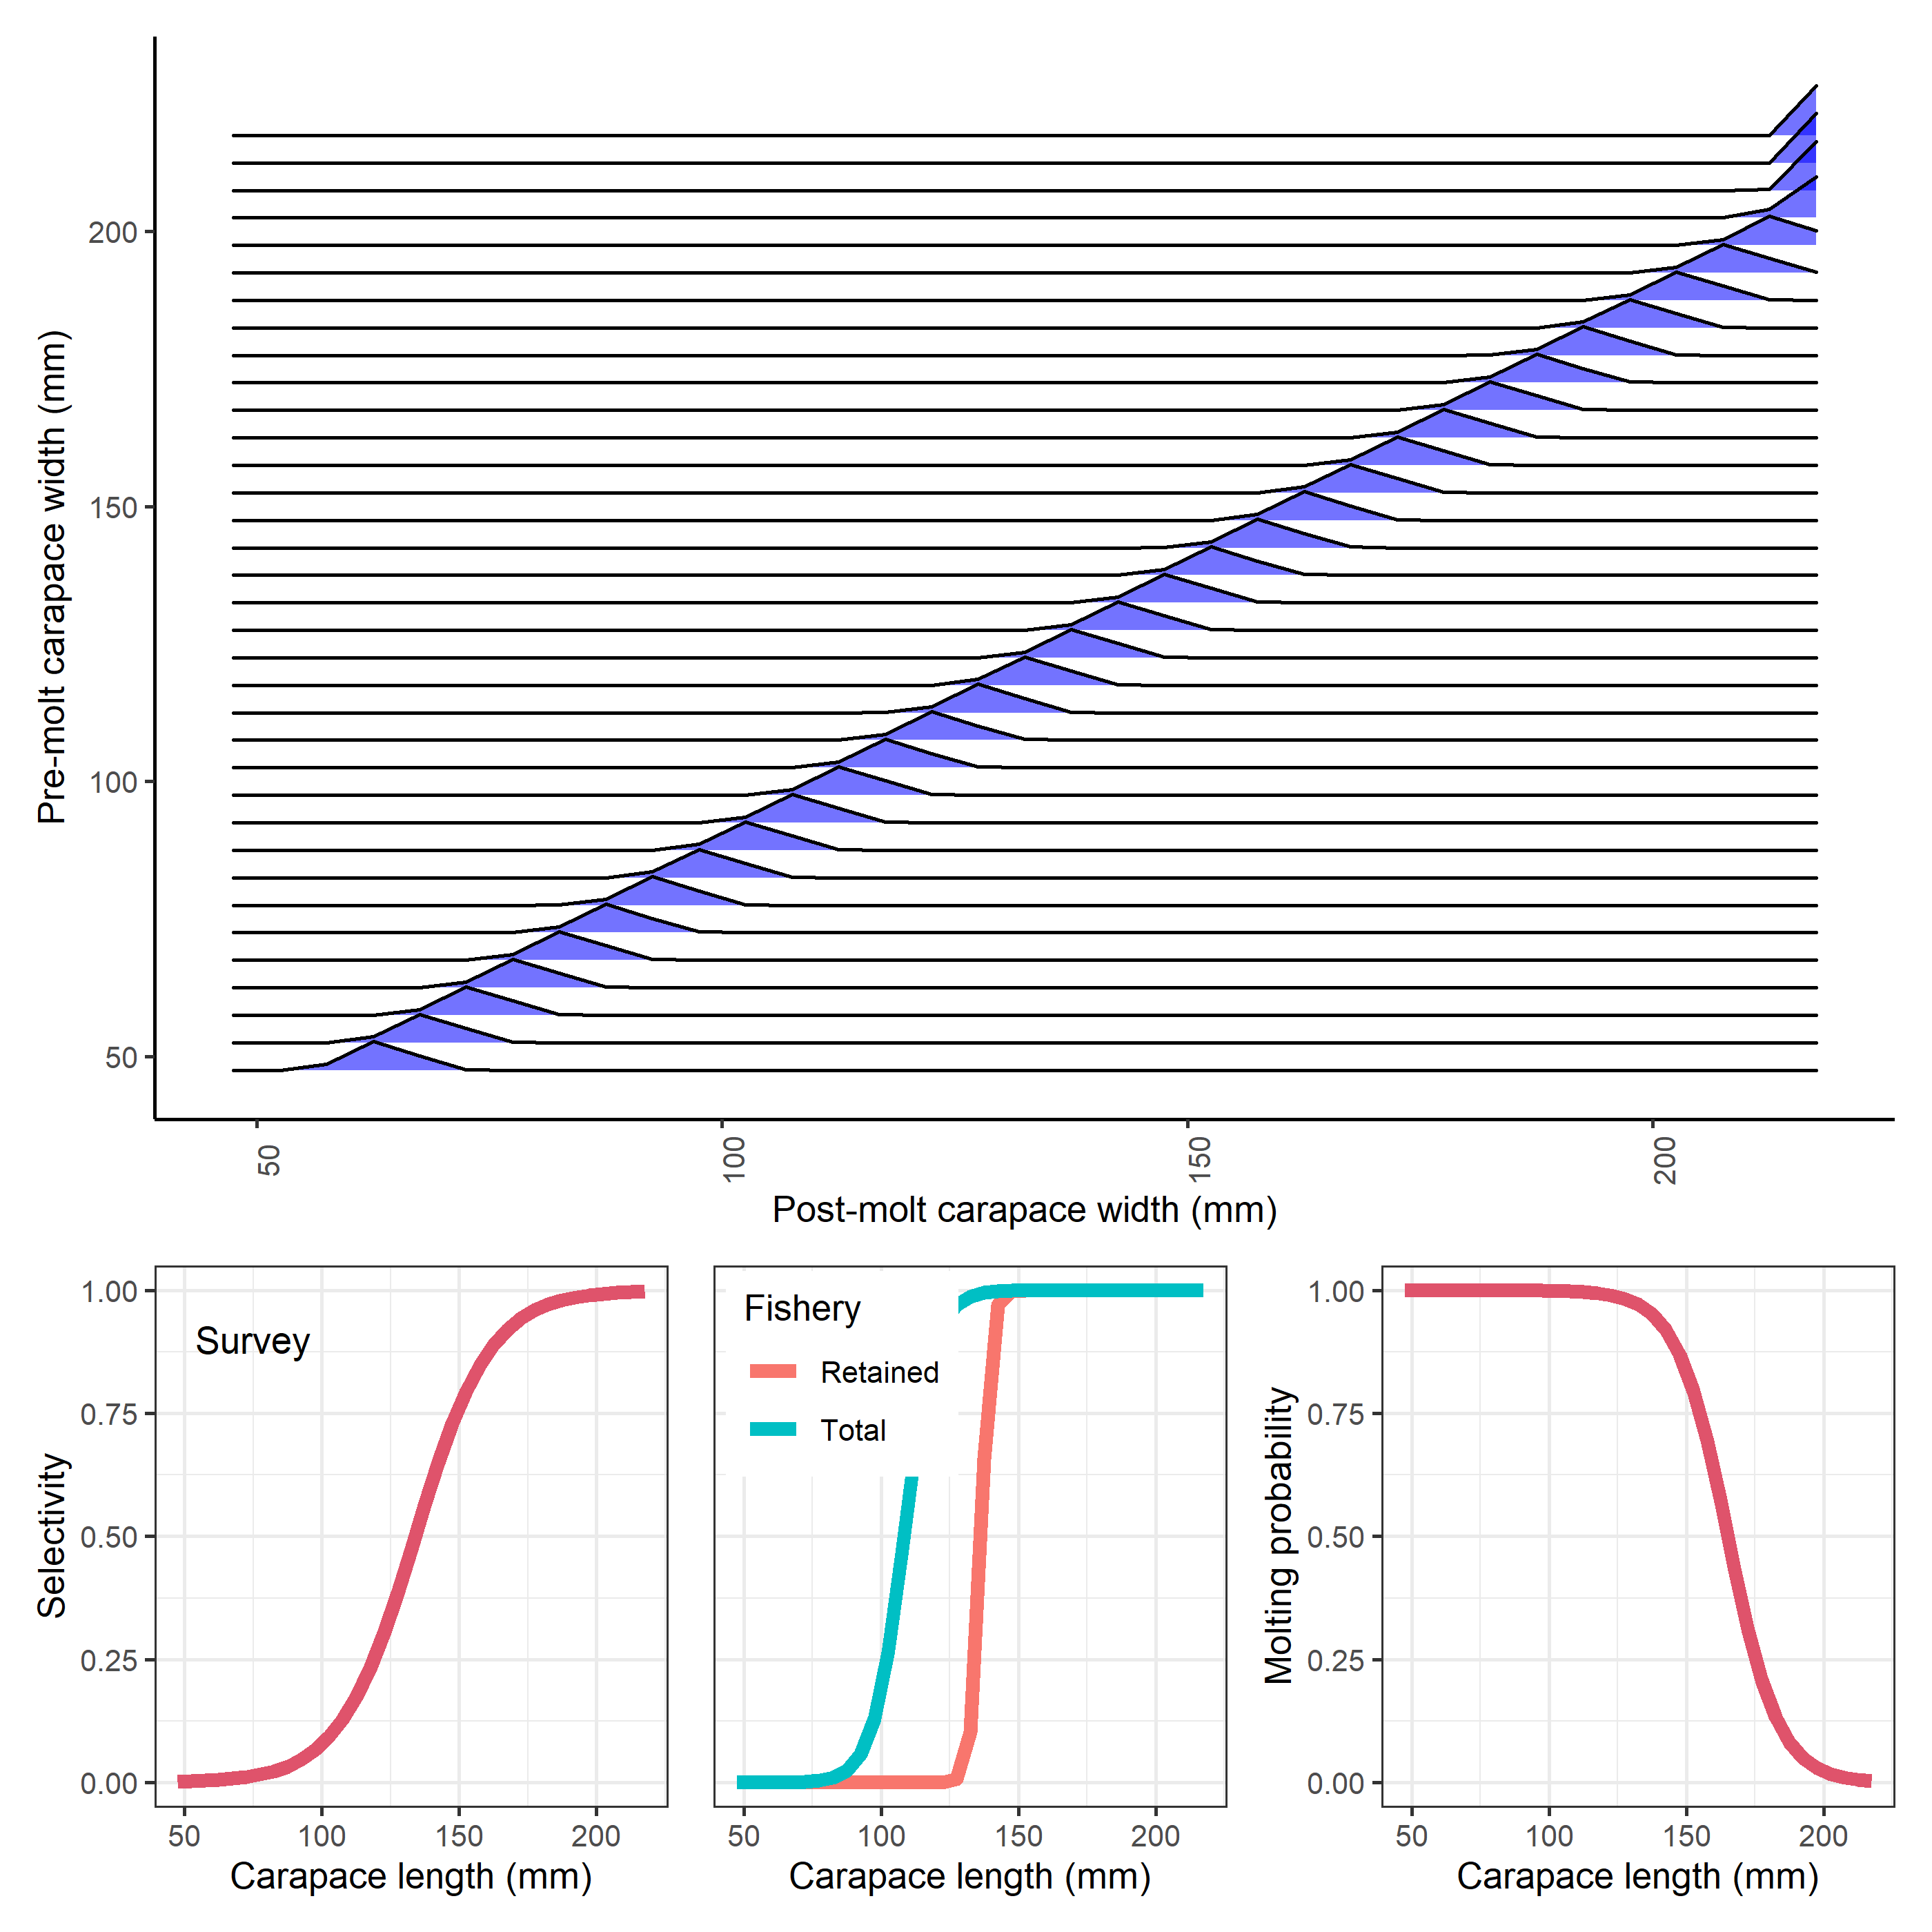 Pre-molt carapace width (mm)
200
150
100
50
50
100
150
200
Post-molt carapace width (mm)
Selectivity
1.00
0.75
0.50
0.25
0.00
Survey
50
100
150
200
Carapace length (mm)
Fishery
Retained
Total
50
100
150
200
Carapace length (mm)
Molting probability
1.00
0.75
0.50
0.25
0.00
50
100
150
200
Carapace length (mm)